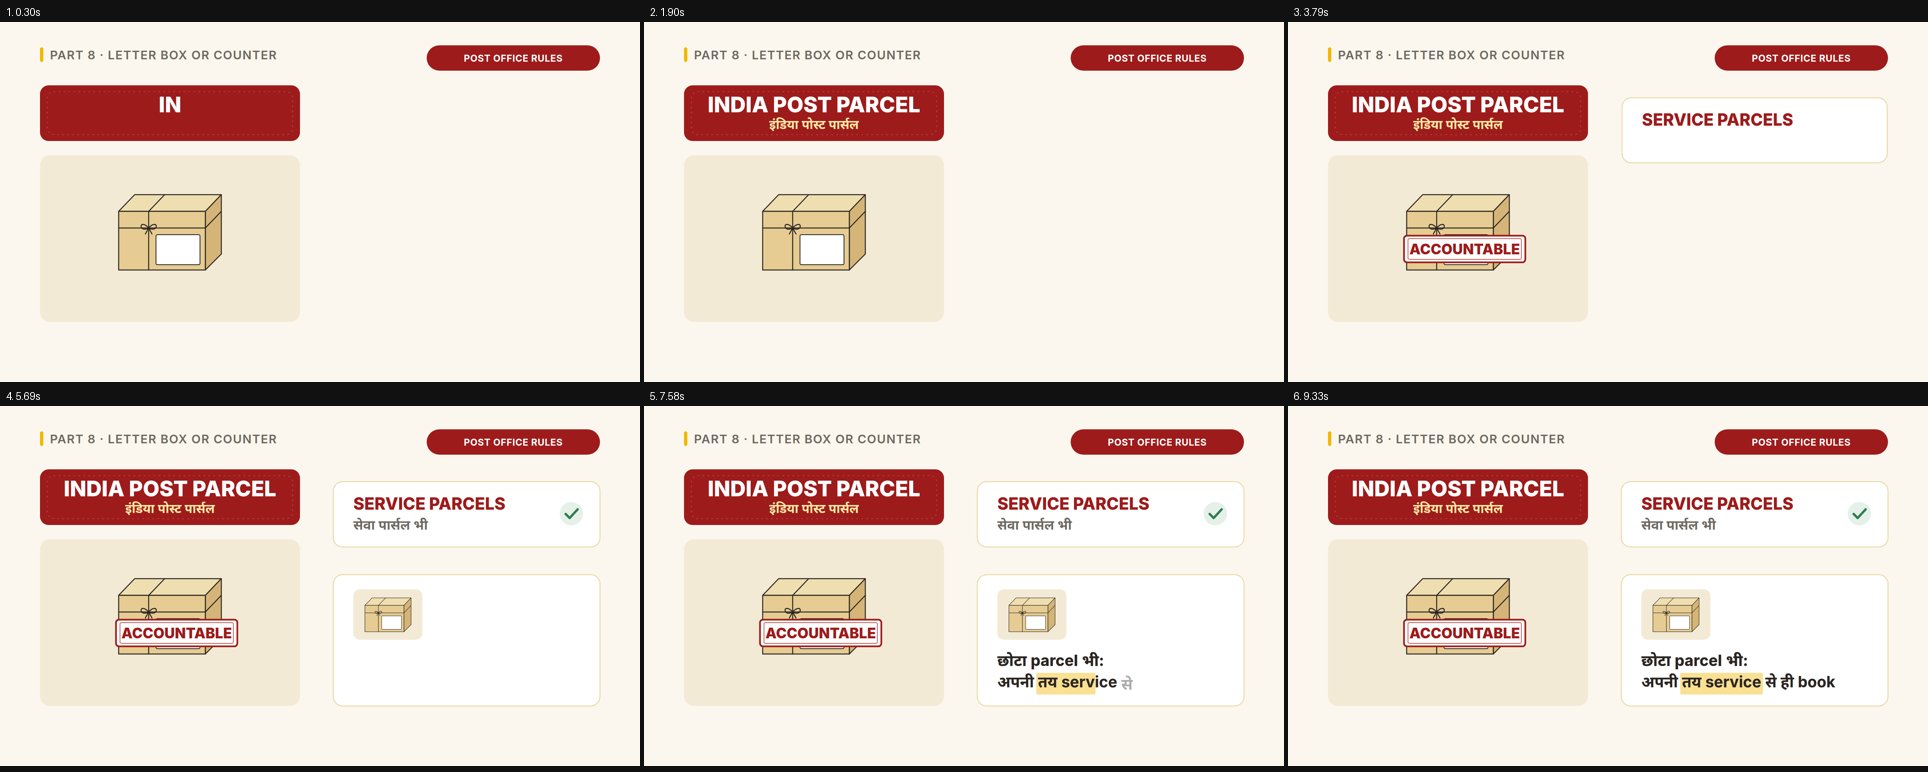 1. 0.30s
PART 8 · LETTER BOX OR COUNTER
POST OFFICE RULES
IN
2. 1.90s
PART 8 · LETTER BOX OR COUNTER
POST OFFICE RULES
INDIA POST PARCEL
इंडिया पोस्ट पार्सल
3. 3.79s
PART 8 · LETTER BOX OR COUNTER
POST OFFICE RULES
INDIA POST PARCEL
इंडिया पोस्ट पार्सल
SERVICE PARCELS
ACCOUNTABLE
4. 5.69s
PART 8 · LETTER BOX OR COUNTER
POST OFFICE RULES
INDIA POST PARCEL
इंडिया पोस्ट पार्सल
SERVICE PARCELS
सेवा पार्सल भी
ACCOUNTABLE
5. 7.58s
PART 8 · LETTER BOX OR COUNTER
POST OFFICE RULES
INDIA POST PARCEL
इंडिया पोस्ट पार्सल
SERVICE PARCELS
सेवा पार्सल भी
ACCOUNTABLE
छोटा parcel भी:
अपनी तय service से
6. 9.33s
PART 8 · LETTER BOX OR COUNTER
POST OFFICE RULES
INDIA POST PARCEL
इंडिया पोस्ट पार्सल
SERVICE PARCELS
सेवा पार्सल भी
ACCOUNTABLE
छोटा parcel भी:
अपनी तय service से ही book